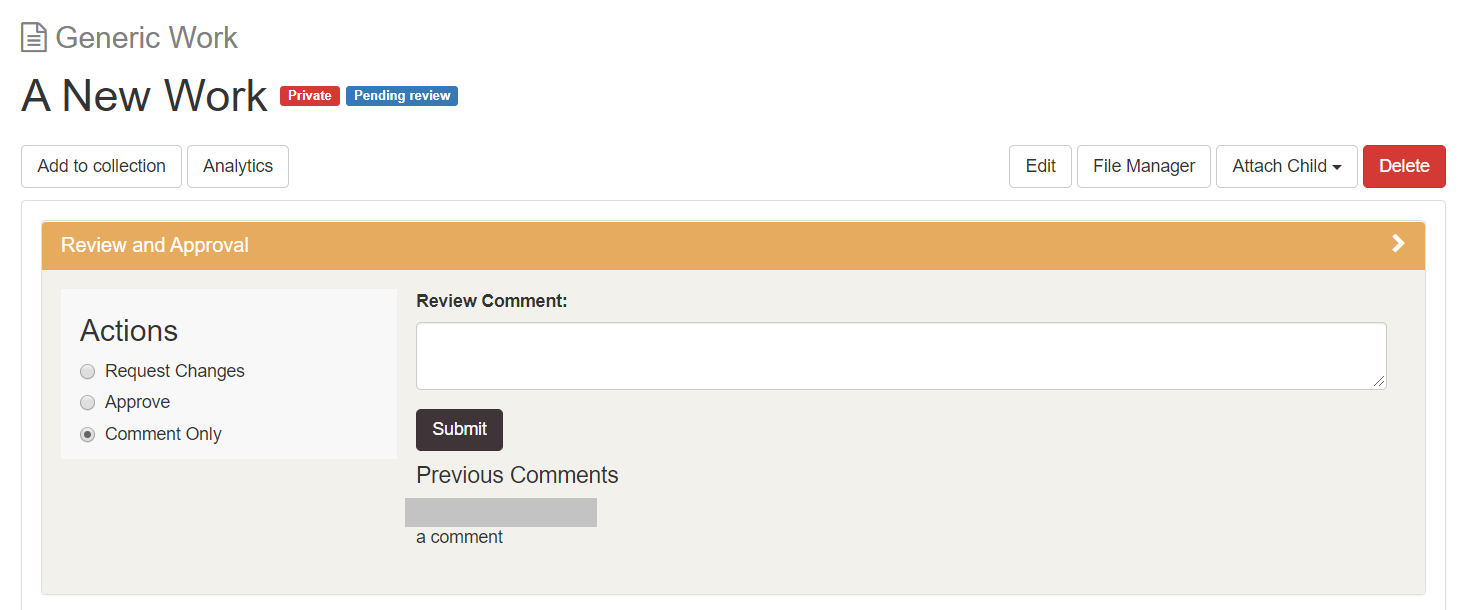 Generic Work
A New Work Private Pending review
Add to collection Analytics Edit File Manager Attach Child Delete
Review and Approval
Actions
Request Changes
Approve
Comment Only
Review Comment:
Submit
Previous Comments
a comment